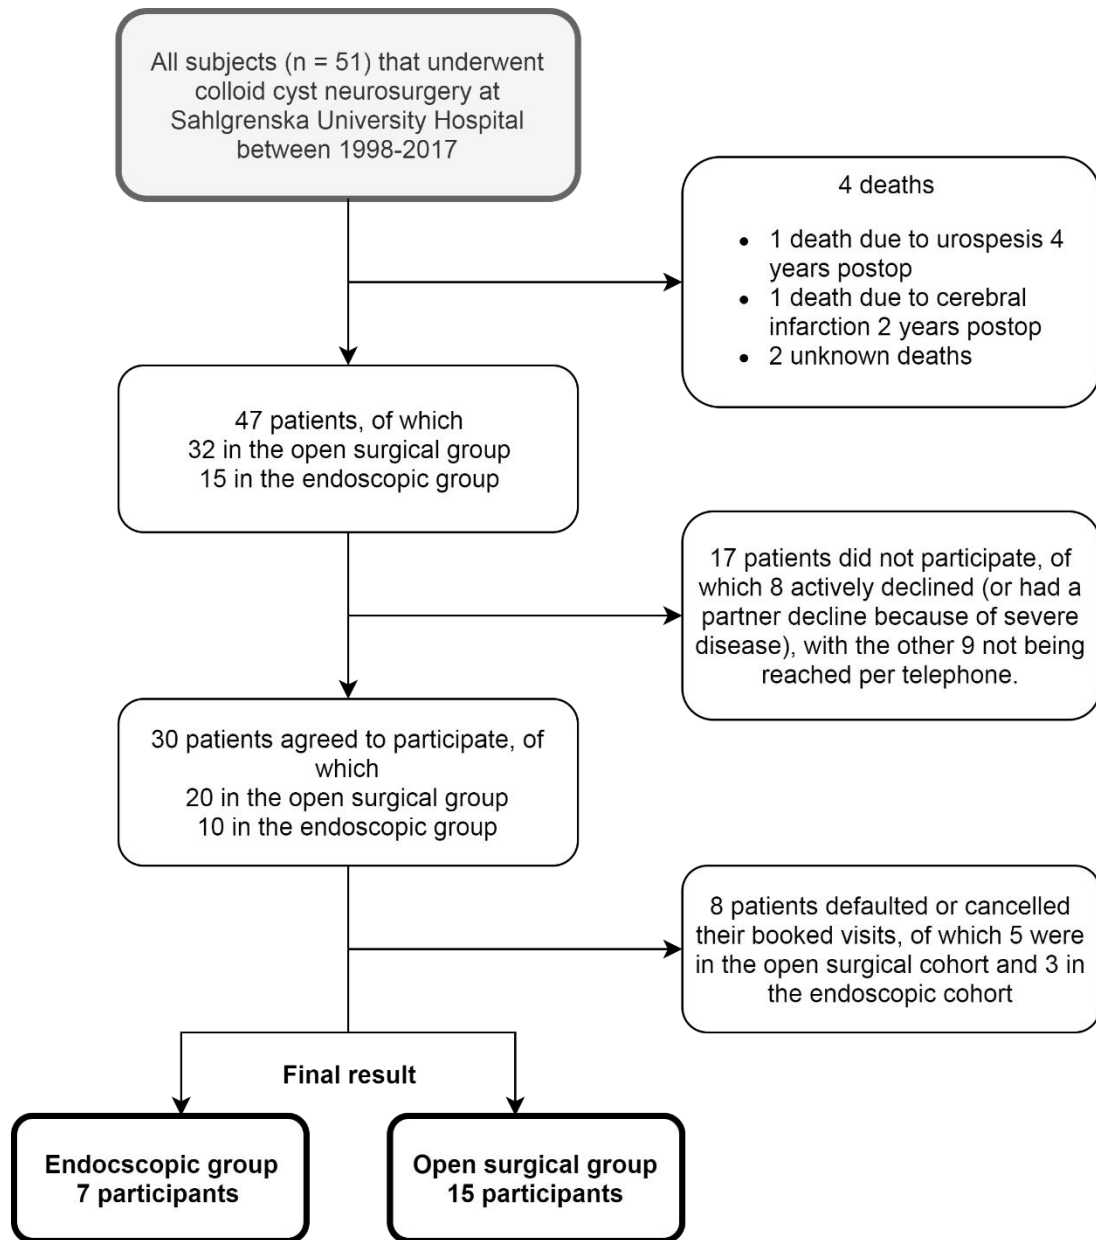 All subjects (n = 51) that underwent
colloid cyst neurosurgery at
Sahlgrenska University Hospital
between 1998-2017
4 deaths
• 1 death due to urospesis 4
years postop
• 1 death due to cerebral
infarction 2 years postop
• 2 unknown deaths
47 patients, of which
32 in the open surgical group
15 in the endoscopic group
17 patients did not participate, of
which 8 actively declined (or had a
partner decline because of severe
disease), with the other 9 not being
reached per telephone.
30 patients agreed to participate, of
which
20 in the open surgical group
10 in the endoscopic group
8 patients defaulted or cancelled
their booked visits, of which 5 were
in the open surgical cohort and 3 in
the endoscopic cohort
Final result
Endocscopic group
7 participants
Open surgical group
15 participants